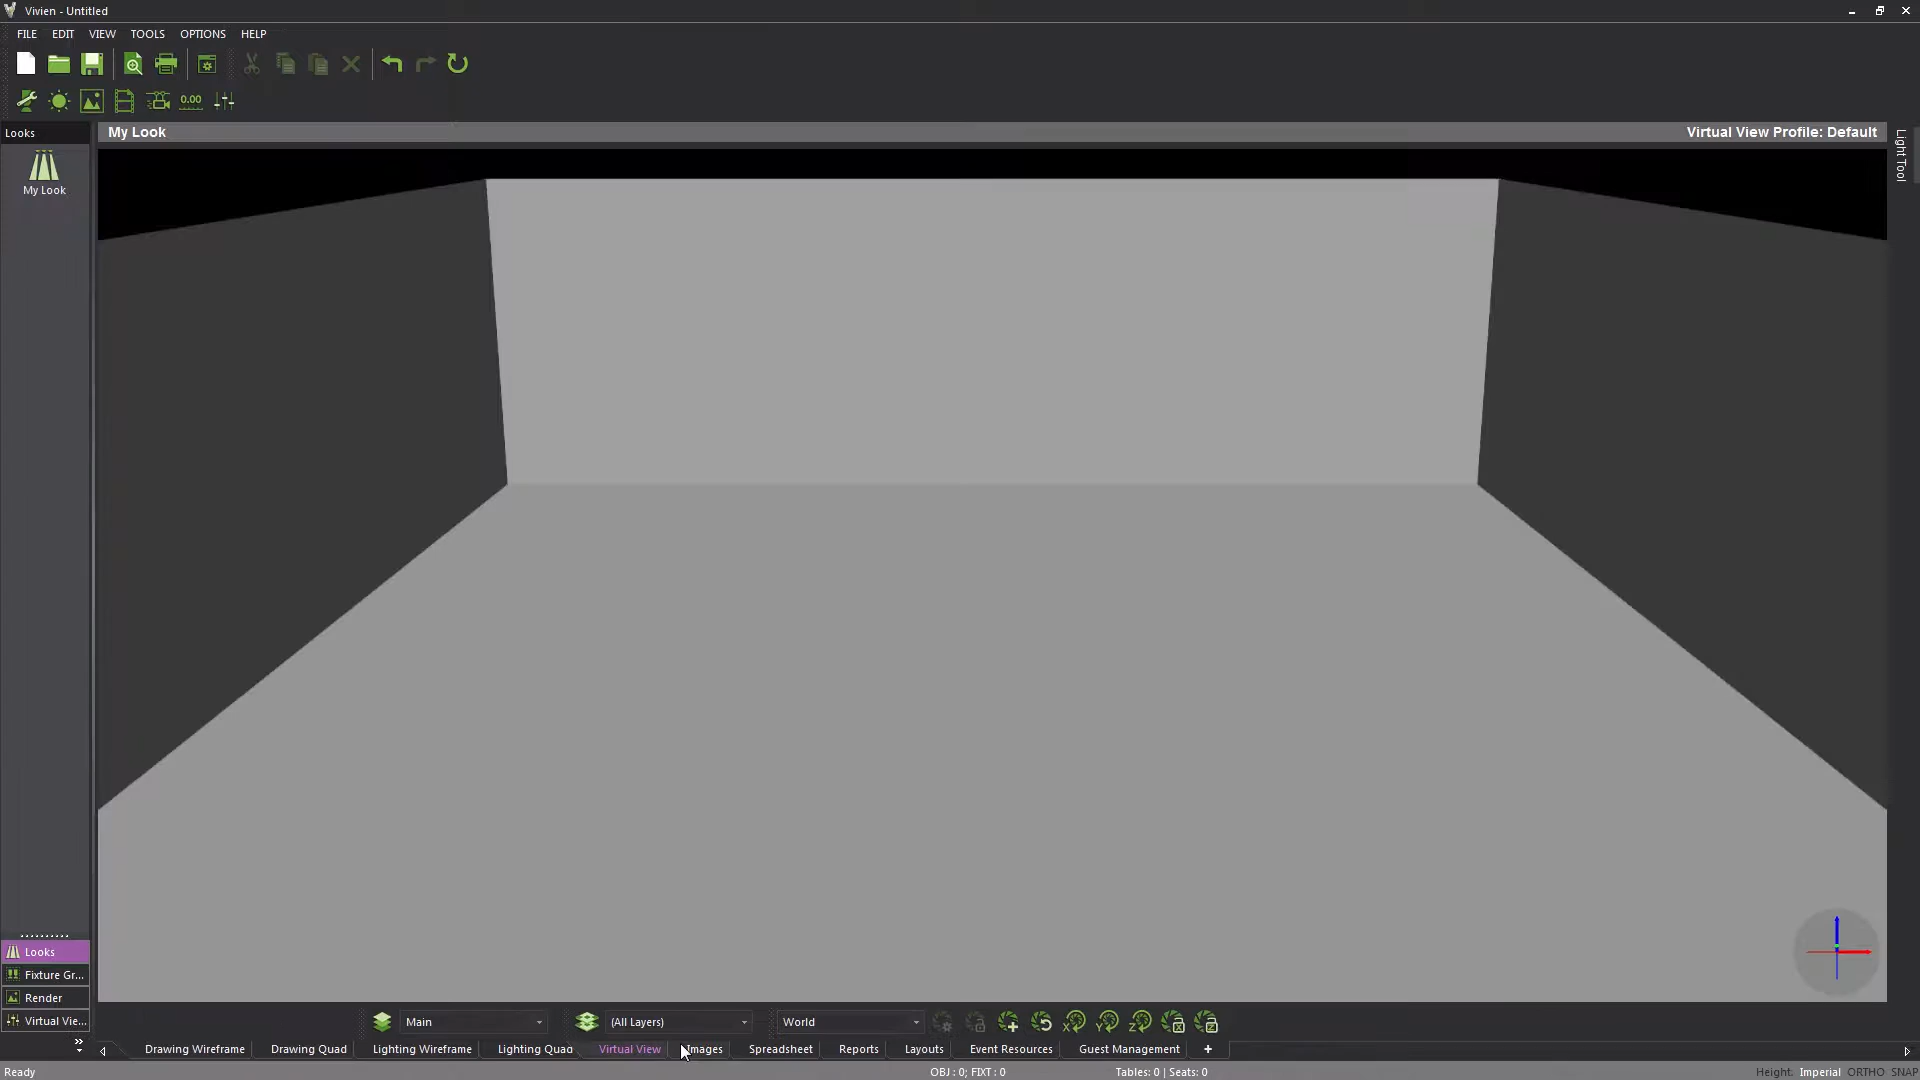 Vivien - Untitled
FILE EDIT VIEW TOOLS OPTIONS HELP
0.00
Looks
My Look
Virtual View Profile: Default
Light Tool
My Look
Looks
Fixture Gr...
Render
Virtual Vie...
Main
(All Layers)
World
X Y Z X Z
Drawing Wireframe Drawing Quad Lighting Wireframe Lighting Quad Virtual View Images Spreadsheet Reports Layouts Event Resources Guest Management +
Ready
OBJ : 0; FIXT : 0
Tables: 0 | Seats: 0
Height: Imperial ORTHO SNAP